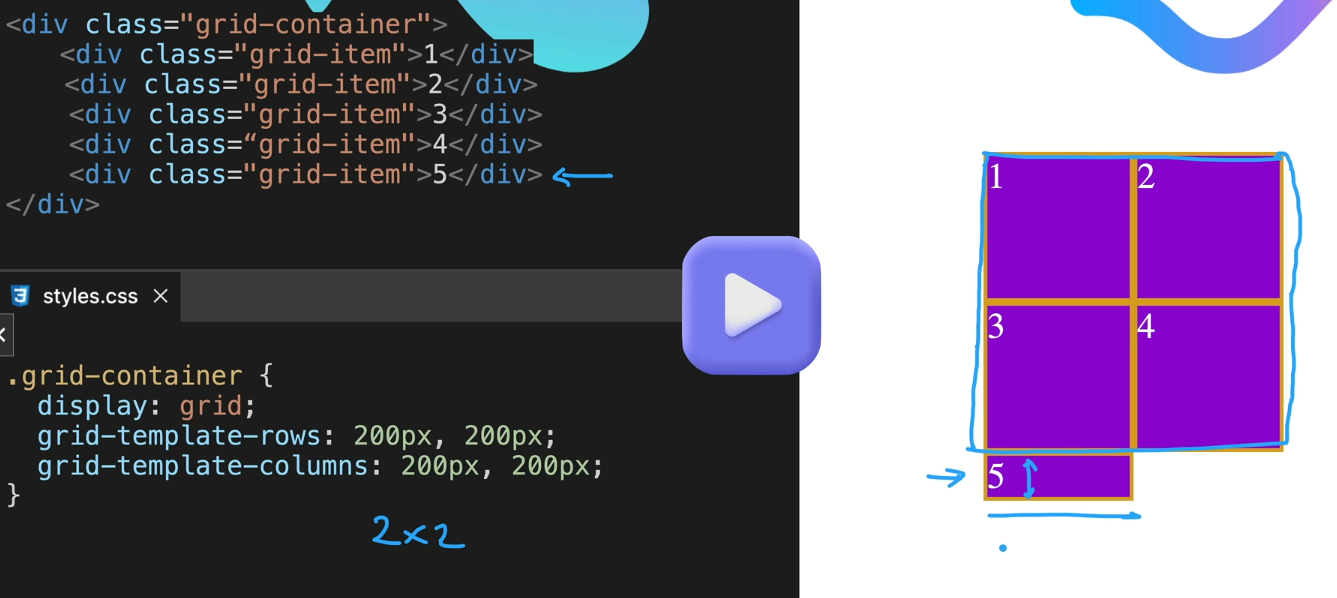 <div class="grid-container">
<div class="grid-item">1</div>
<div class="grid-item">2</div>
<div class="grid-item">3</div>
<div class=“grid-item">4</div>
<div class="grid-item">5</div>
</div>
styles.css
.grid-container {
display: grid;
grid-template-rows: 200px, 200px;
grid-template-columns: 200px, 200px;
}
2×2
1 2
3 4
5